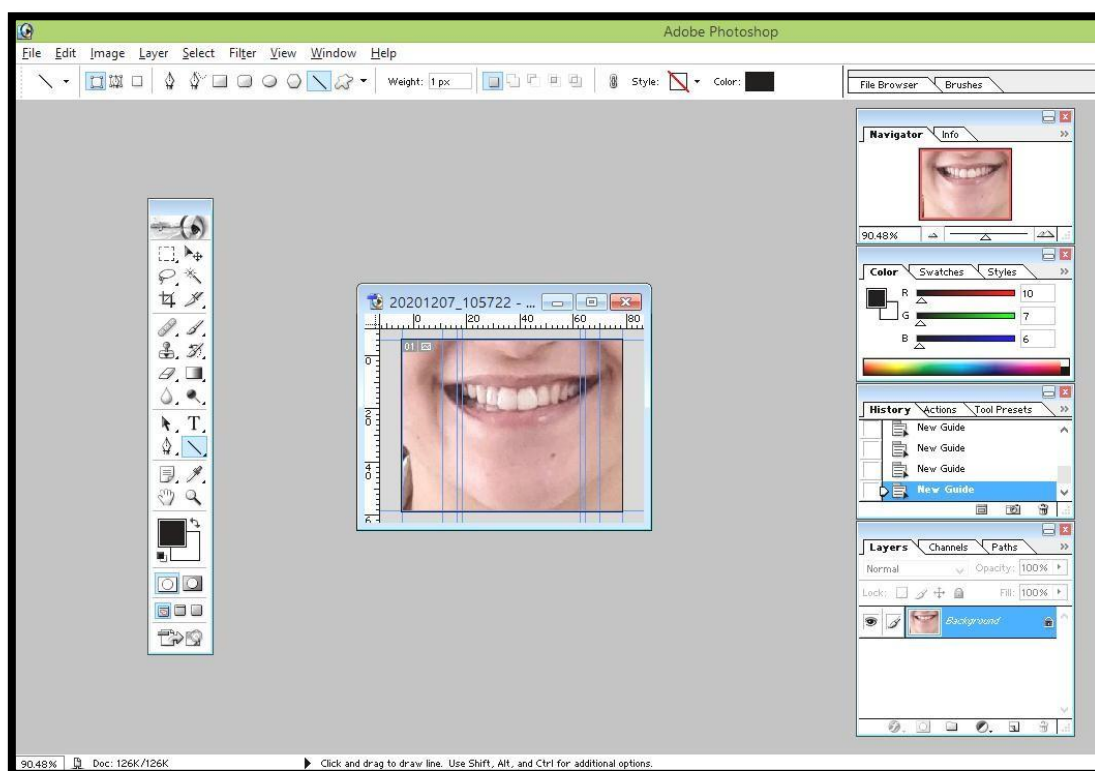 Adobe Photoshop
File Edit Image Layer Select Filter View Window Help
Weight: 1 px Style: Color: File Browser Brushes
Navigator Info
90.48%
Color Swatches Styles
R 10
G 7
B 6
20201207_105722 - ...
0 20 40 60 80
0
20
40
6
01
History Actions Tool Presets
New Guide
New Guide
New Guide
New Guide
Layers Channels Paths
Normal Opacity: 100%
Lock: Fill: 100%
Background
T
90.48% Doc: 126K/126K Click and drag to draw line. Use Shift, Alt, and Ctrl for additional options.